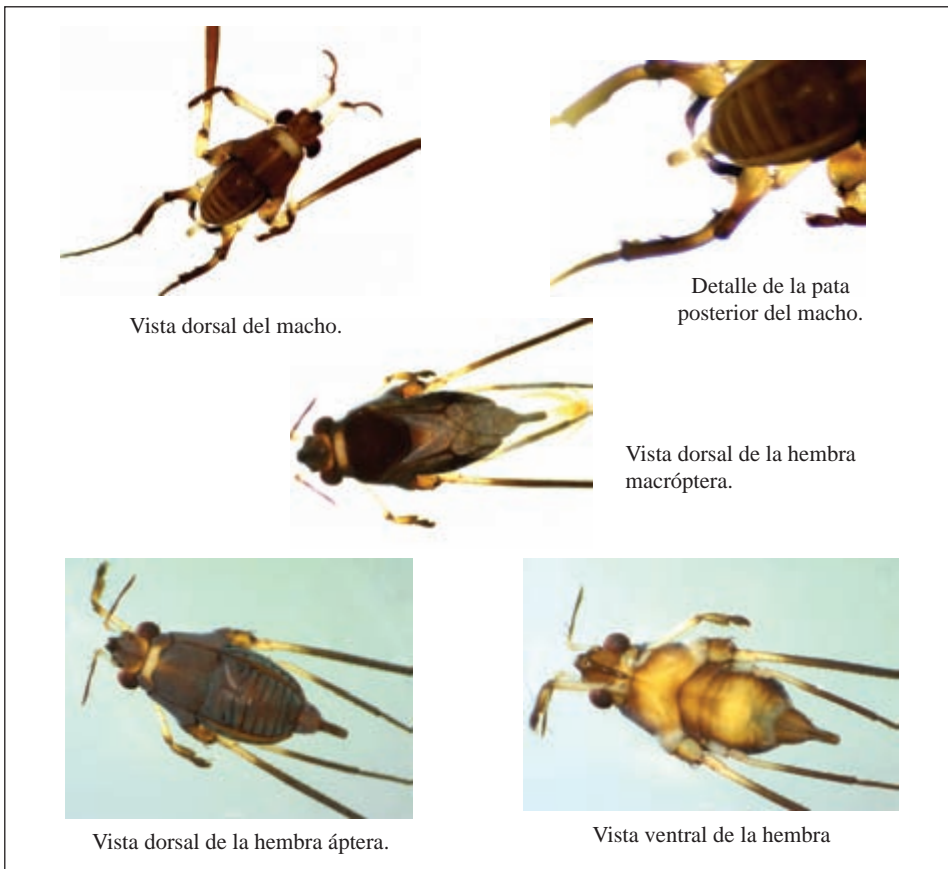 Vista dorsal del macho.
Detalle de la pata
posterior del macho.
Vista dorsal de la hembra
macróptera.
Vista dorsal de la hembra áptera.
Vista ventral de la hembra